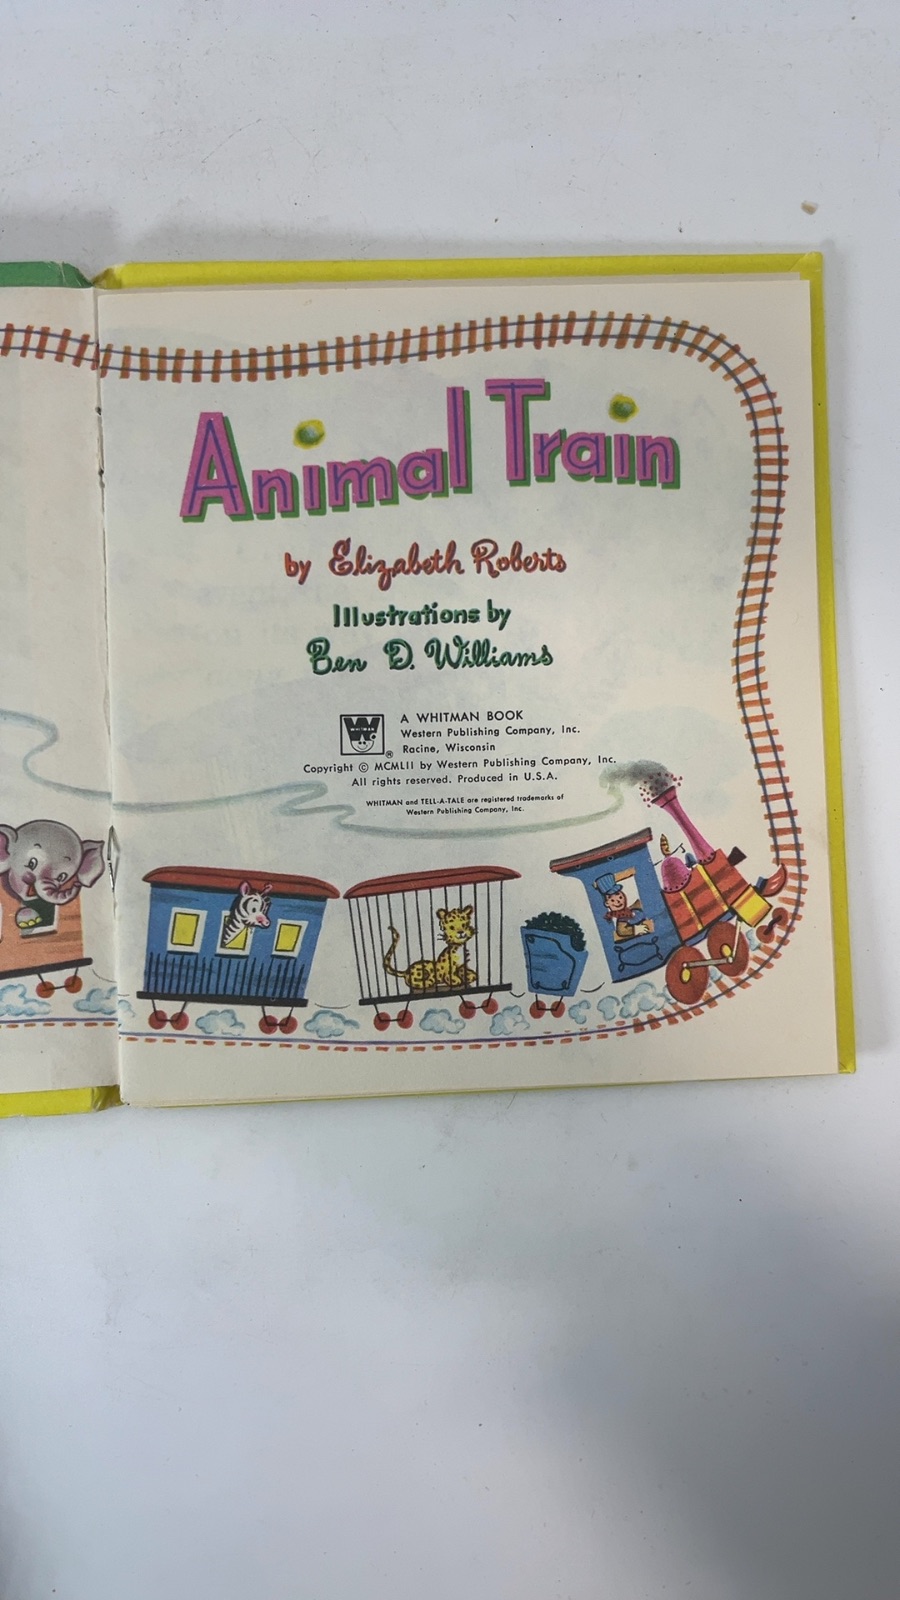 Animal Train
by Elizabeth Roberts
Illustrations by
Ben D. Williams
WHITMAN
®
A WHITMAN BOOK
Western Publishing Company, Inc.
Racine, Wisconsin
Copyright © MCMLII by Western Publishing Company, Inc.
All rights reserved. Produced in U.S.A.
WHITMAN and TELL-A-TALE are registered trademarks of
Western Publishing Company, Inc.